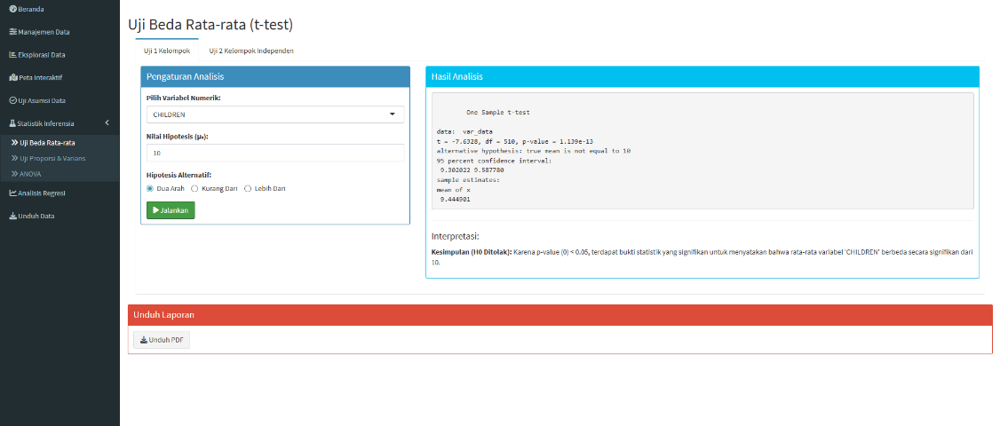 Beranda
Manajemen Data
Eksplorasi Data
Peta Interaktif
Uji Asumsi Data
Statistik Inferensia
Uji Beda Rata-rata
Uji Proporsi & Varians
ANOVA
Analisis Regresi
Unduh Data
Uji Beda Rata-rata (t-test)
Uji 1 Kelompok
Uji 2 Kelompok Independen
Pengaturan Analisis
Pilih Variabel Numerik:
CHILDREN
Nilai Hipotesis (μ₀):
10
Hipotesis Alternatif:
Dua Arah Kurang Dari Lebih Dari
Jalankan
Hasil Analisis
One Sample t-test
data: var_data
t = -7.6328, df = 510, p-value = 1.139e-13
alternative hypothesis: true mean is not equal to 10
95 percent confidence interval:
9.302022 9.587780
sample estimates:
mean of x
9.444901
Interpretasi:
Kesimpulan (H0 Ditolak): Karena p-value (0) < 0.05, terdapat bukti statistik yang signifikan untuk menyatakan bahwa rata-rata variabel 'CHILDREN' berbeda secara signifikan dari
10.
Unduh Laporan
Unduh PDF